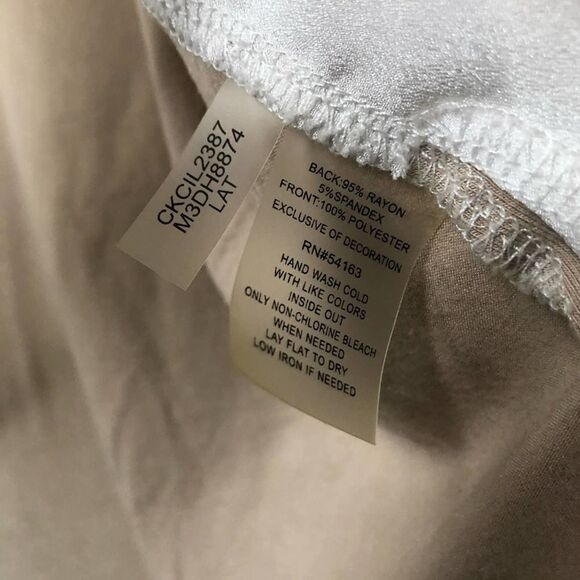 CKCIL2387
M3DH8874
LAT
BACK:95% RAYON
5%SPANDEX
FRONT:100% POLYESTER
EXCLUSIVE OF DECORATION
RN#54163
HAND WASH COLD
WITH LIKE COLORS
INSIDE OUT
ONLY NON-CHLORINE BLEACH
WHEN NEEDED
LAY FLAT TO DRY
LOW IRON IF NEEDED